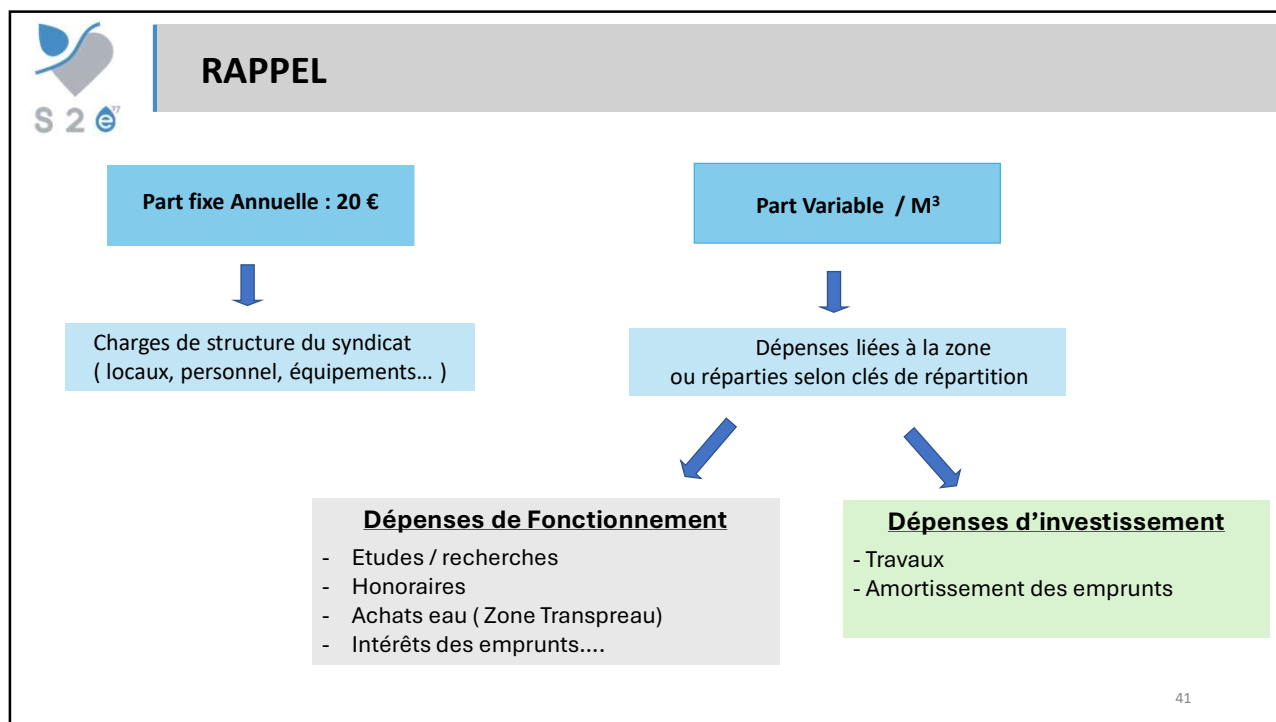 RAPPEL
S 2 e 77
Part fixe Annuelle : 20 €
Part Variable / M³
Charges de structure du syndicat
( locaux, personnel, équipements… )
Dépenses liées à la zone
ou réparties selon clés de répartition
Dépenses de Fonctionnement
- Etudes / recherches
- Honoraires
- Achats eau ( Zone Transpreau)
- Intérêts des emprunts….
Dépenses d’investissement
- Travaux
- Amortissement des emprunts
41